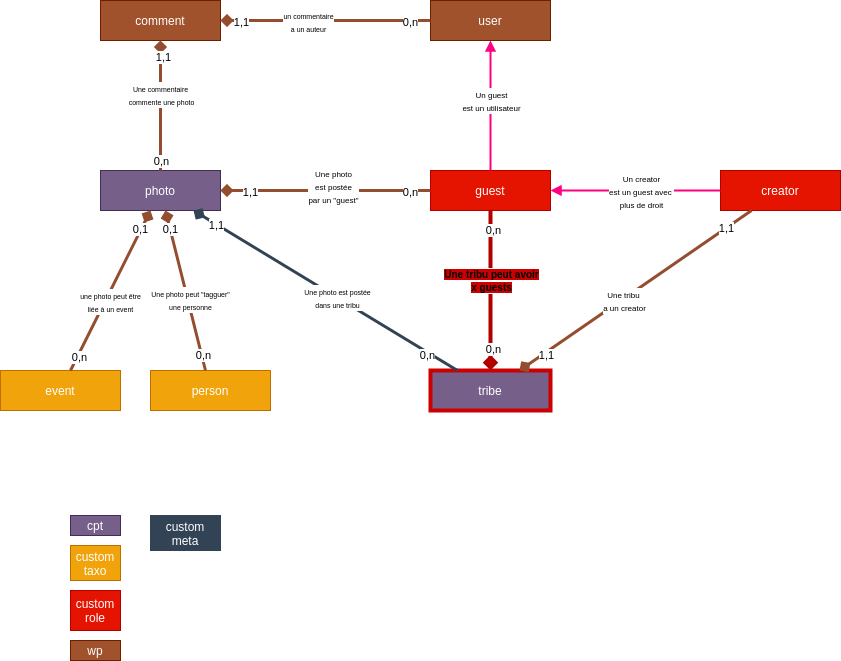 comment
1,1
un commentaire
a un auteur
0,n
user
1,1
Une commentaire
commente une photo
0,n
Un guest
est un utilisateur
photo
1,1
Une photo
est postée
par un "guest"
0,n
guest
Un creator
est un guest avec
plus de droit
creator
0,1
0,1
1,1
0,n
1,1
une photo peut être
liée à un event
Une photo peut "tagguer"
une personne
Une photo est postée
dans une tribu
Une tribu peut avoir
x guests
Une tribu
a un creator
0,n
0,n
0,n
0,n
1,1
event
person
tribe
cpt
custom
meta
custom
taxo
custom
role
wp